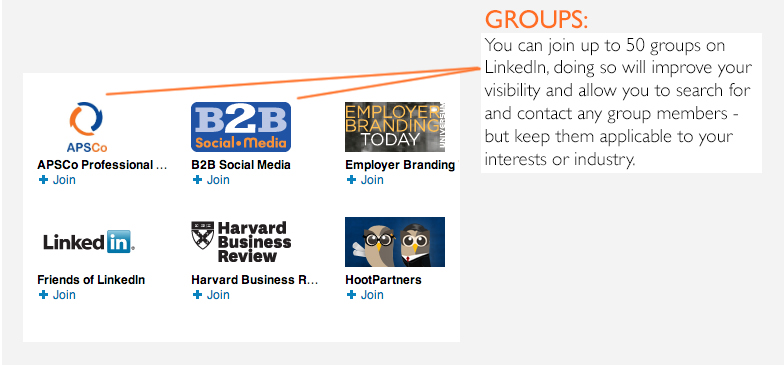 GROUPS:
You can join up to 50 groups on
LinkedIn, doing so will improve your
visibility and allow you to search for
and contact any group members -
but keep them applicable to your
interests or industry.
APSCo
APSCo Professional ...
+ Join
B2B
Social•Media
B2B Social Media
+ Join
EMPLOYER
BRANDING
TODAY
UNIVERSUM
Employer Branding
+ Join
Linked in®
Friends of LinkedIn
+ Join
Harvard
Business
Review
Harvard Business R...
+ Join
HootPartners
+ Join